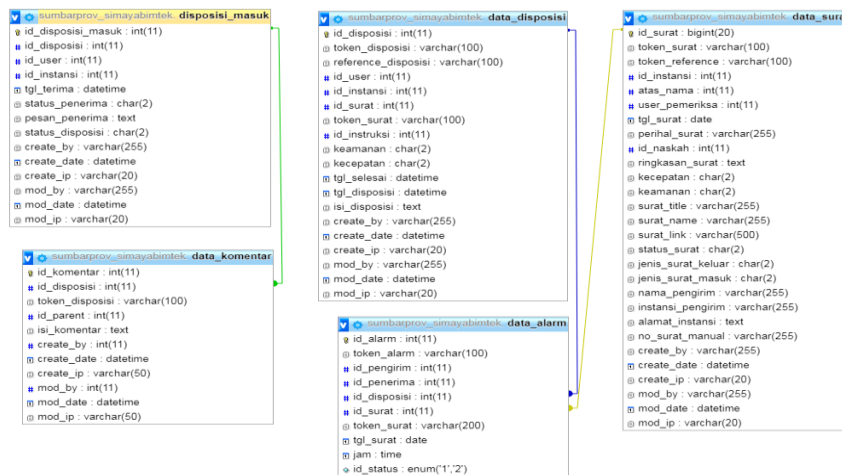 sumbarprov_simayabimtek. disposisi_masuk
id_disposisi_masuk : int(11)
id_disposisi : int(11)
id_user : int(11)
id_instansi : int(11)
tgl_terima : datetime
status_penerima : char(2)
pesan_penerima : text
status_disposisi : char(2)
create_by : varchar(255)
create_date : datetime
create_ip : varchar(20)
mod_by : varchar(255)
mod_date : datetime
mod_ip : varchar(20)
sumbarprov_simayabimtek. data_komentar
id_komentar : int(11)
id_disposisi : int(11)
token_disposisi : varchar(100)
id_parent : int(11)
isi_komentar : text
create_by : int(11)
create_date : datetime
create_ip : varchar(50)
mod_by : int(11)
mod_date : datetime
mod_ip : varchar(50)
sumbarprov_simayabimtek. data_disposisi
id_disposisi : int(11)
token_disposisi : varchar(100)
reference_disposisi : varchar(100)
id_user : int(11)
id_instansi : int(11)
id_surat : int(11)
token_surat : varchar(100)
id_instruksi : int(11)
keamanan : char(2)
kecepatan : char(2)
tgl_selesai : datetime
tgl_disposisi : datetime
isi_disposisi : text
create_by : varchar(255)
create_date : datetime
create_ip : varchar(20)
mod_by : varchar(255)
mod_date : datetime
mod_ip : varchar(20)
sumbarprov_simayabimtek. data_alarm
id_alarm : int(11)
token_alarm : varchar(100)
id_pengirim : int(11)
id_penerima : int(11)
id_disposisi : int(11)
id_surat : int(11)
token_surat : varchar(200)
tgl_surat : date
jam : time
id_status : enum('1','2')
sumbarprov_simayabimtek. data_sura
id_surat : bigint(20)
token_surat : varchar(100)
token_reference : varchar(100)
id_instansi : int(11)
atas_nama : int(11)
user_pemeriksa : int(11)
tgl_surat : date
perihal_surat : varchar(255)
id_naskah : int(11)
ringkasan_surat : text
kecepatan : char(2)
keamanan : char(2)
surat_title : varchar(255)
surat_name : varchar(255)
surat_link : varchar(500)
status_surat : char(2)
jenis_surat_keluar : char(2)
jenis_surat_masuk : char(2)
nama_pengirim : varchar(255)
instansi_pengirim : varchar(255)
alamat_instansi : text
no_surat_manual : varchar(255)
create_by : varchar(255)
create_date : datetime
create_ip : varchar(20)
mod_by : varchar(255)
mod_date : datetime
mod_ip : varchar(20)